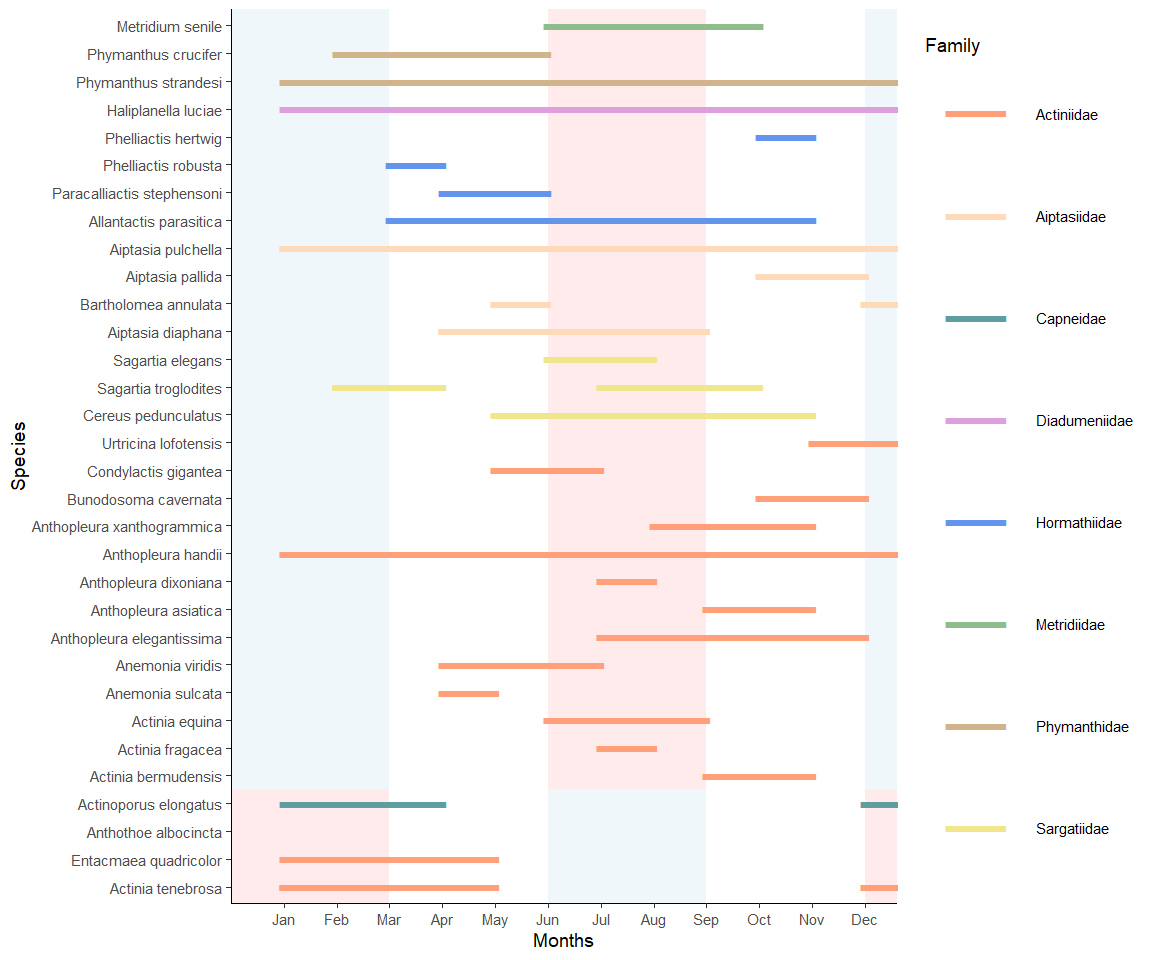 Metridium senile
Phymanthus crucifer
Phymanthus strandesi
Haliplanella luciae
Phelliactis hertwig
Phelliactis robusta
Paracalliactis stephensoni
Allantactis parasitica
Aiptasia pulchella
Aiptasia pallida
Bartholomea annulata
Aiptasia diaphana
Sagartia elegans
Sagartia troglodites
Cereus pedunculatus
Urtricina lofotensis
Condylactis gigantea
Bunodosoma cavernata
Anthopleura xanthogrammica
Anthopleura handii
Anthopleura dixoniana
Anthopleura asiatica
Anthopleura elegantissima
Anemonia viridis
Anemonia sulcata
Actinia equina
Actinia fragacea
Actinia bermudensis
Actinoporus elongatus
Anthothoe albocincta
Entacmaea quadricolor
Actinia tenebrosa
Species
Jan Feb Mar Apr May Jun Jul Aug Sep Oct Nov Dec
Months
Family
Actiniidae
Aiptasiidae
Capneidae
Diadumeniidae
Hormathiidae
Metridiidae
Phymanthidae
Sargatiidae